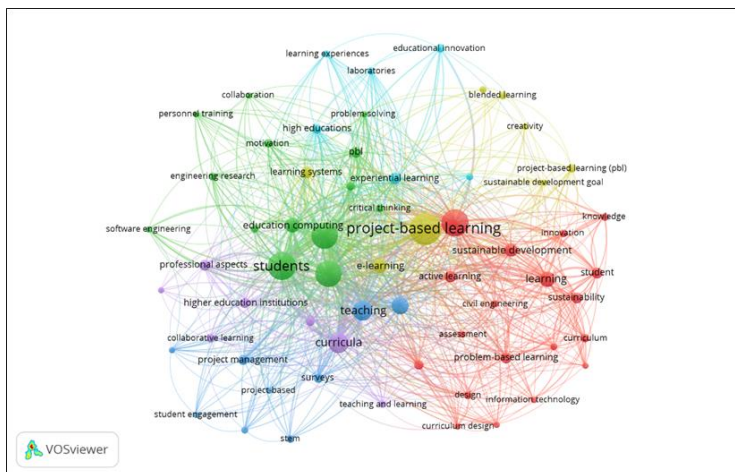 educational innovation
learning experiences
laboratories
collaboration
blended learning
personnel training
problem-solving
high educations
creativity
motivation
pbl
project-based learning (pbl)
learning systems
engineering research
experiential learning
sustainable development goal
critical thinking
knowledge
education computing
project-based learning
software engineering
innovation
sustainable development
professional aspects
students
e-learning
student
active learning
learning
sustainability
higher education institutions
civil engineering
teaching
assessment
collaborative learning
curricula
curriculum
project management
problem-based learning
surveys
project-based
design
information technology
teaching and learning
student engagement
curriculum design
stem
VOSviewer